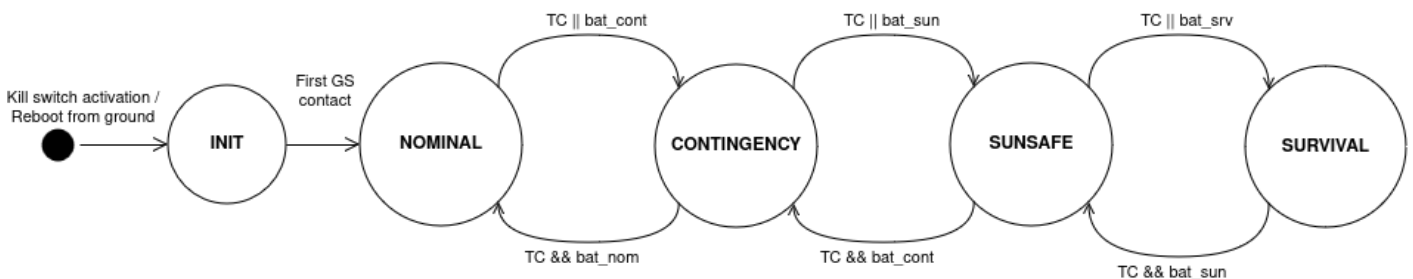 TC || bat_cont
TC || bat_sun
TC || bat_srv
Kill switch activation /
Reboot from ground
First GS
contact
INIT
NOMINAL
CONTINGENCY
SUNSAFE
SURVIVAL
TC && bat_nom
TC && bat_cont
TC && bat_sun